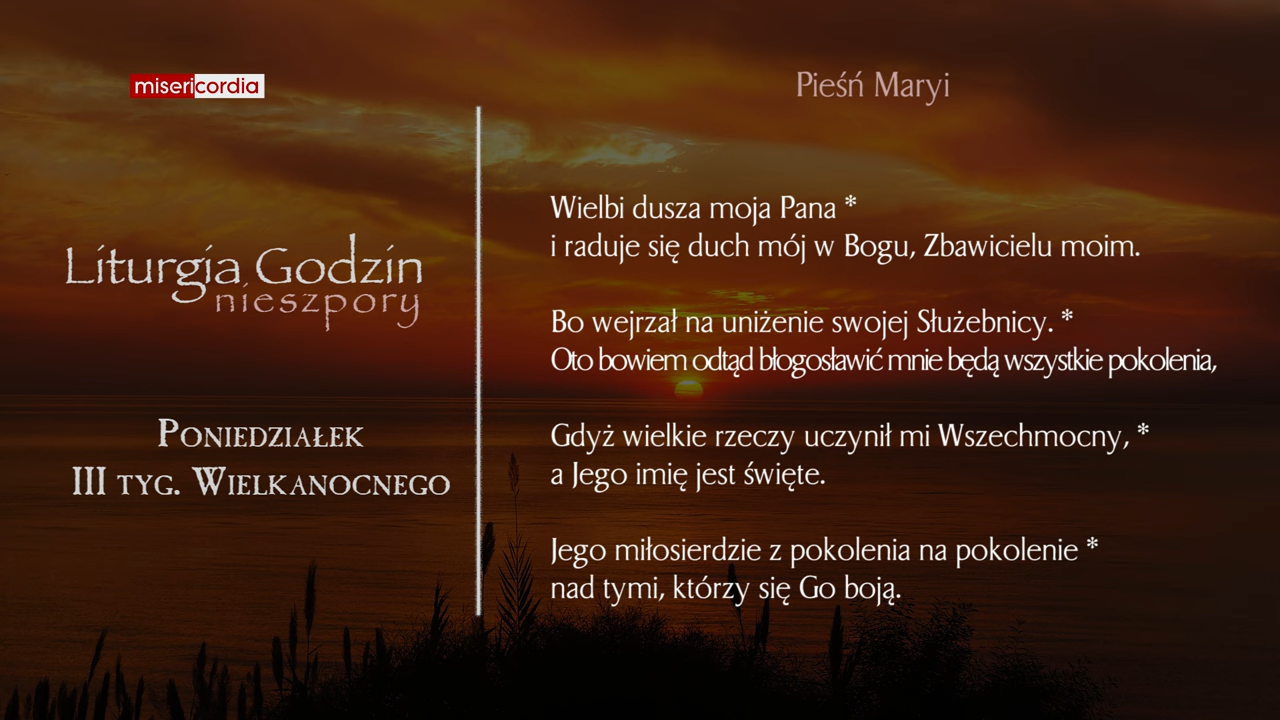 misericordia
Liturgia Godzin
nieszpory
Poniedziałek
III tyg. Wielkanocnego
Pieśń Maryi
Wielbi dusza moja Pana *
i raduje się duch mój w Bogu, Zbawicielu moim.
Bo wejrzał na uniżenie swojej Służebnicy. *
Oto bowiem odtąd błogosławić mnie będą wszystkie pokolenia,
Gdyż wielkie rzeczy uczynił mi Wszechmocny, *
a Jego imię jest święte.
Jego miłosierdzie z pokolenia na pokolenie *
nad tymi, którzy się Go boją.